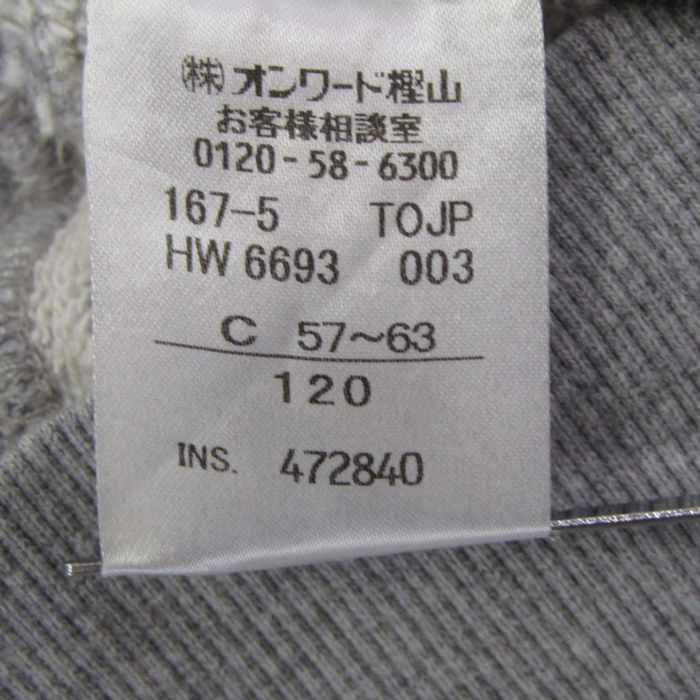 ㈱オンワード樫山
お客様相談室
0120-58-6300
167-5 TOJP
HW 6693 003
C 57~63
120
INS. 472840